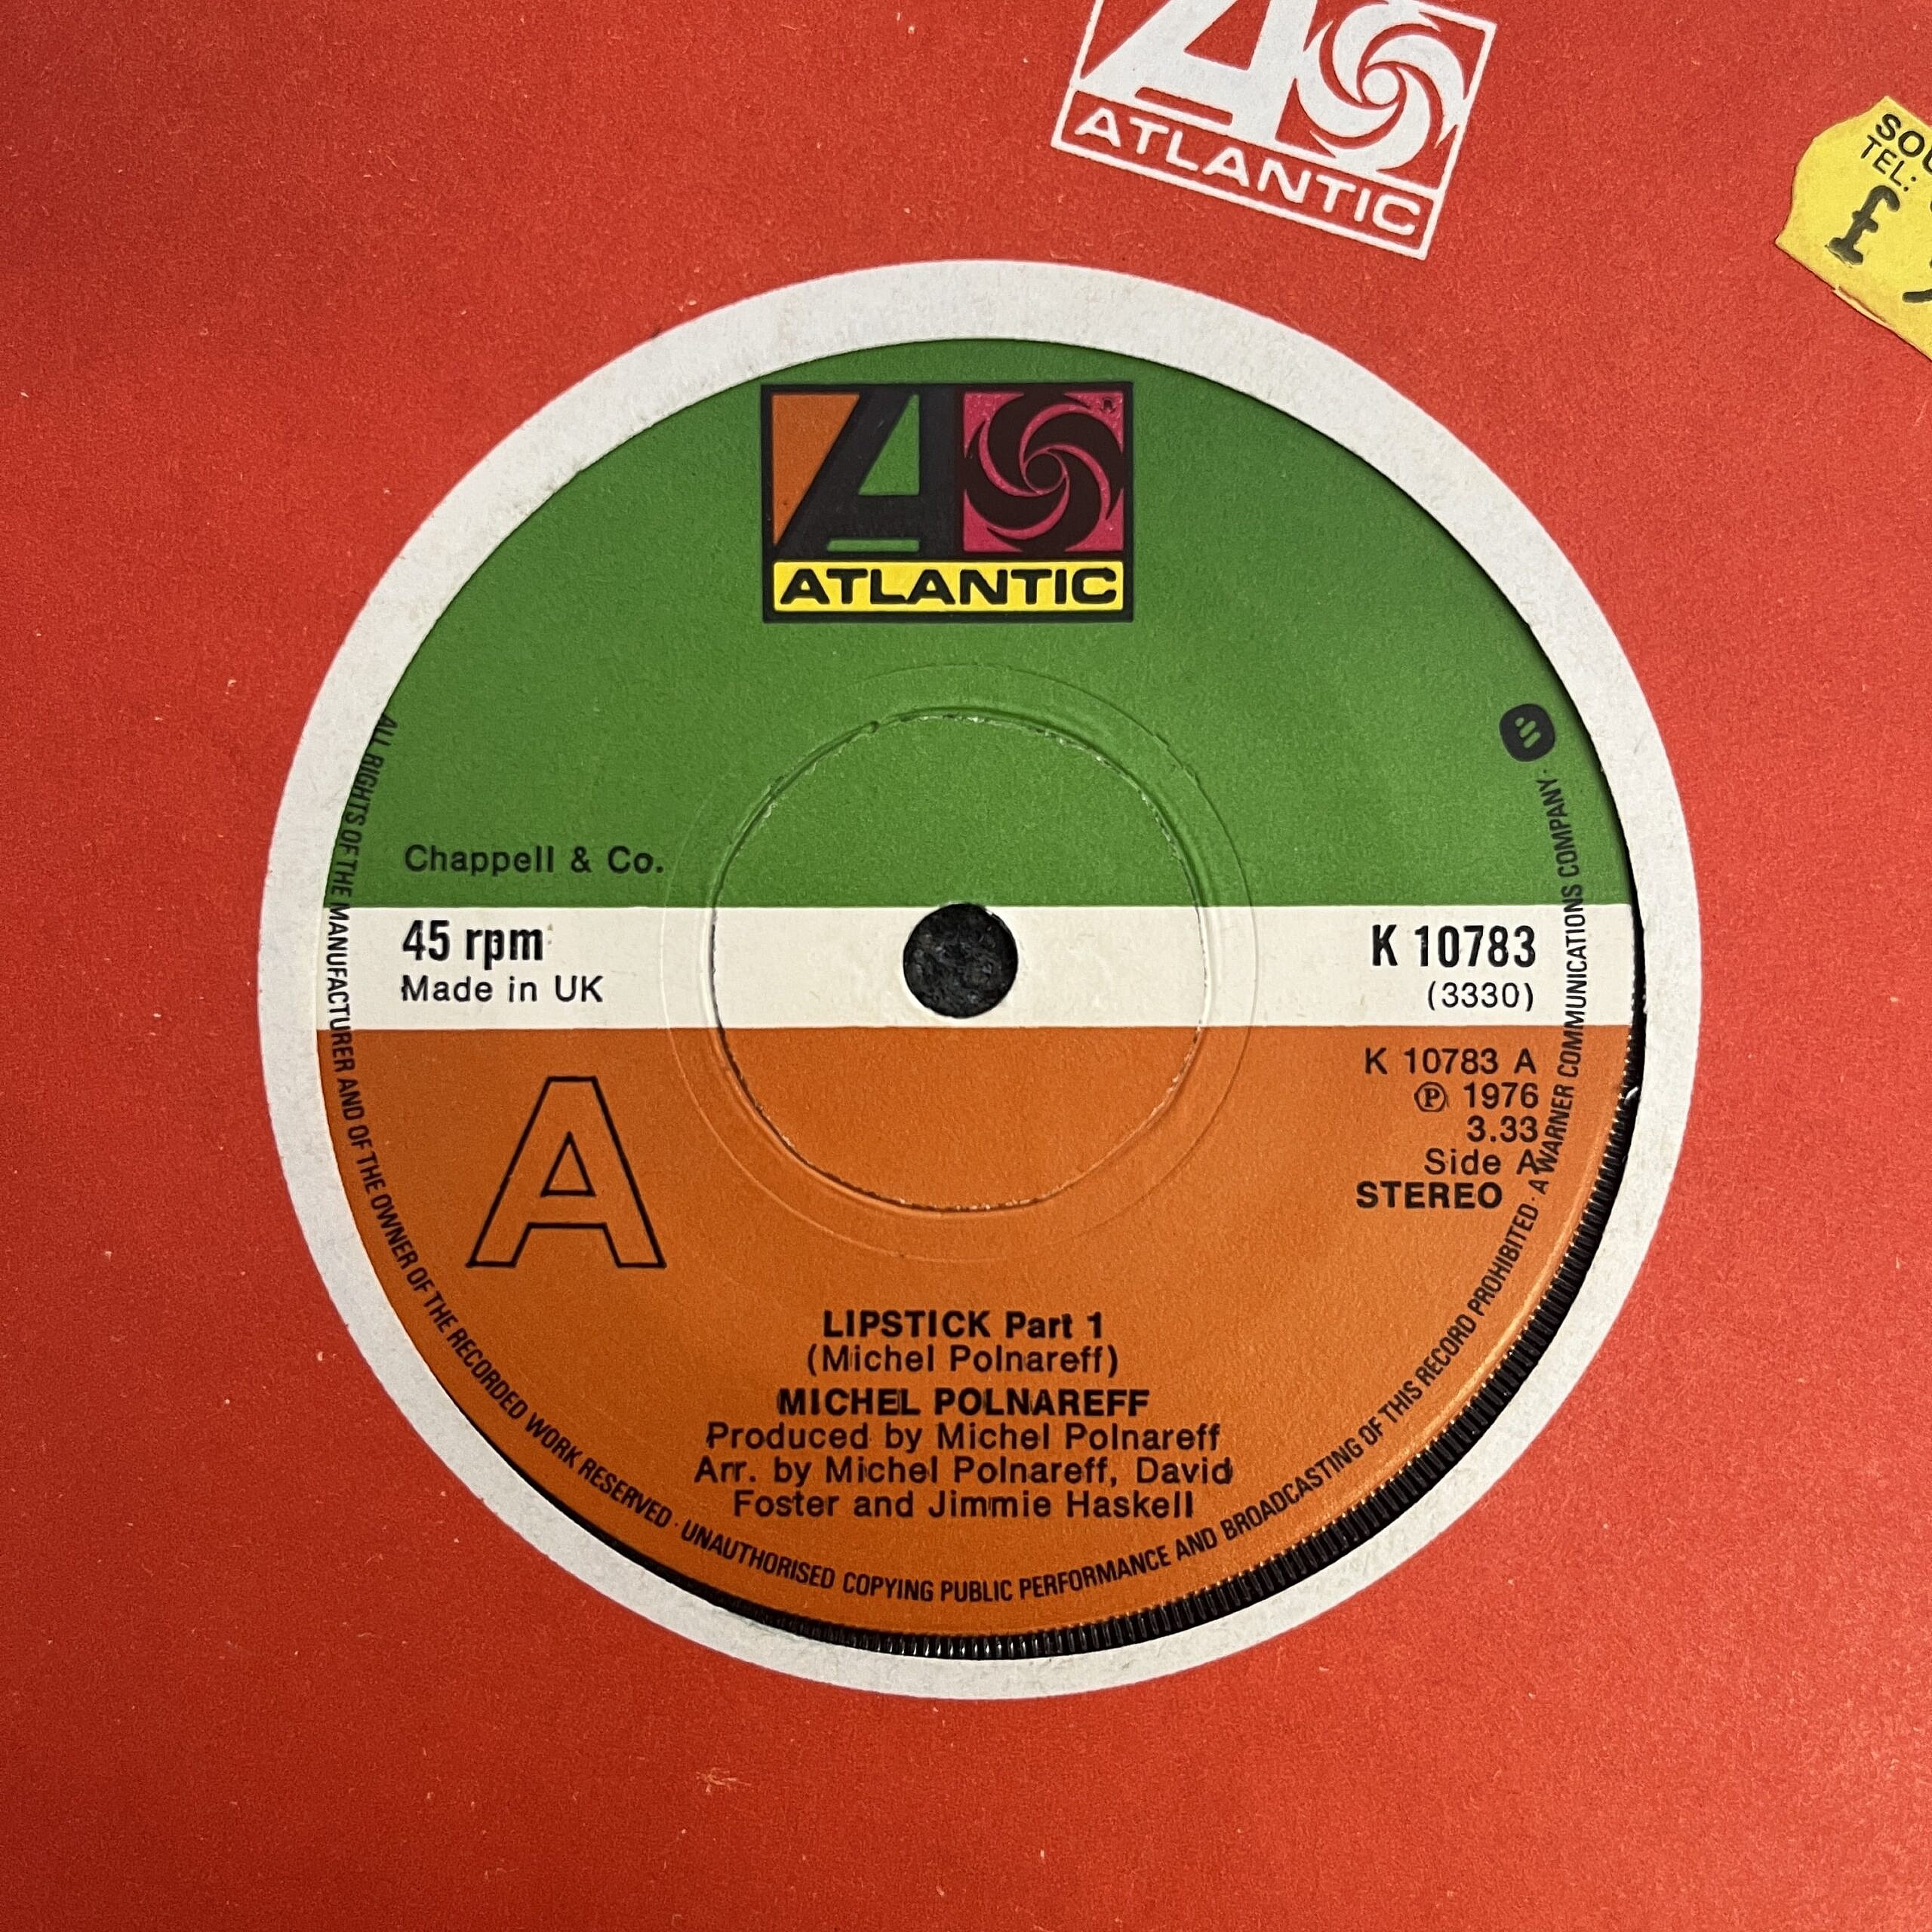 ATLANTIC
TEL:
£
ATLANTIC
Chappell & Co.
45 rpm
Made in UK
K 10783
(3330)
K 10783 A
Ⓟ 1976
3.33
Side A
STEREO
A
LIPSTICK Part 1
(Michel Polnareff)
MICHEL POLNAREFF
Produced by Michel Polnareff
Arr. by Michel Polnareff, David
Foster and Jimmie Haskell
ALL RIGHTS OF THE MANUFACTURER AND OF THE OWNER OF THE RECORDED WORK RESERVED · UNAUTHORISED COPYING PUBLIC PERFORMANCE AND BROADCASTING OF THIS RECORD PROHIBITED · A WARNER COMMUNICATIONS COMPANY ·